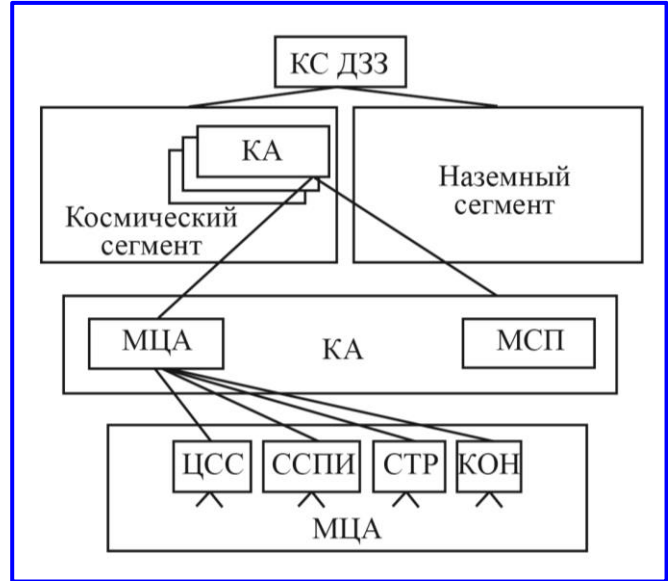 КС ДЗЗ
КА
Космический
сегмент
Наземный
сегмент
МЦА
КА
МСП
ЦСС
ССПИ
СТР
КОН
МЦА